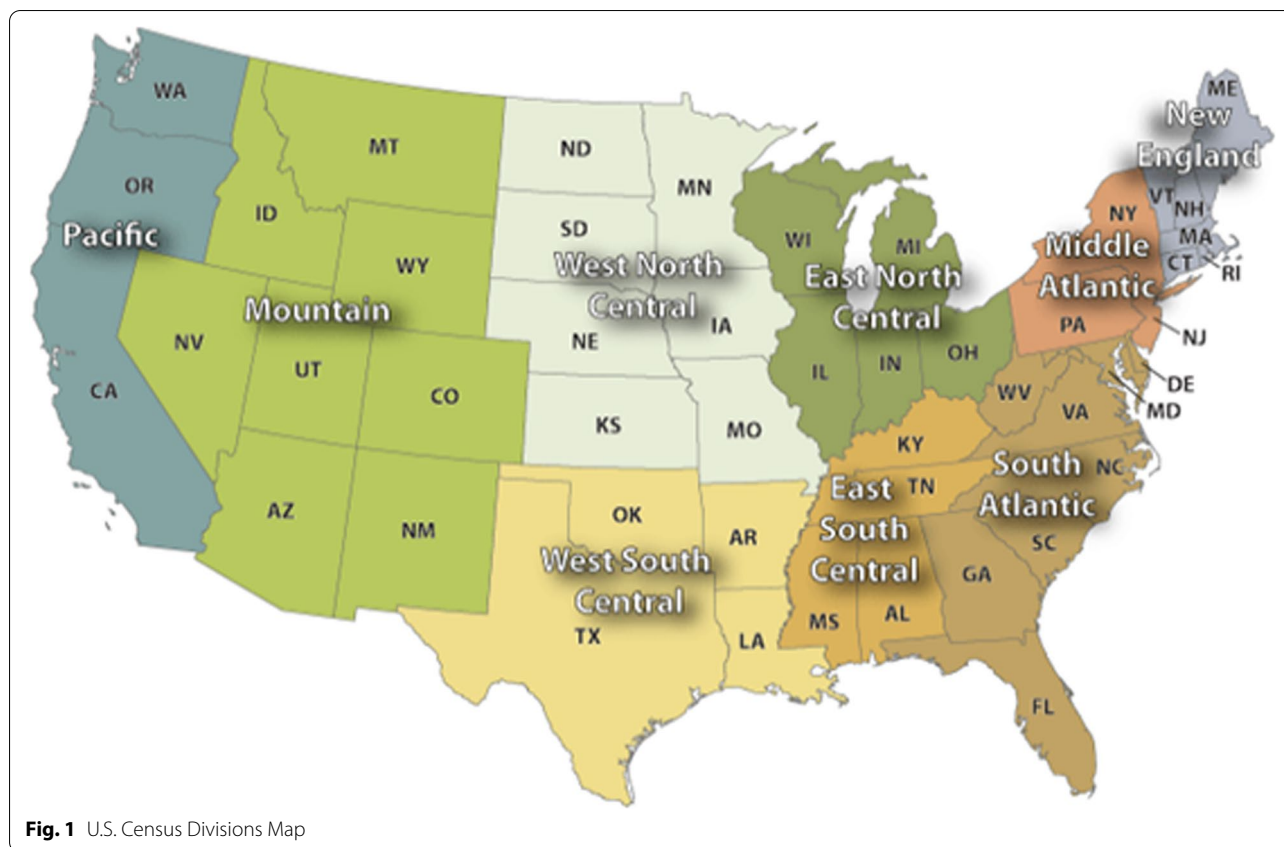 WA
OR
CA
Pacific
MT
ID
WY
NV
UT
CO
AZ
NM
Mountain
ND
SD
NE
KS
MN
IA
MO
West North
Central
OK
AR
TX
LA
West South
Central
WI
MI
IL
IN
OH
East North
Central
KY
TN
MS
AL
East
South
Central
WV
VA
NC
SC
GA
FL
DE
MD
South
Atlantic
NY
PA
NJ
Middle
Atlantic
ME
VT
NH
MA
CT
RI
New
England
Fig. 1 U.S. Census Divisions Map